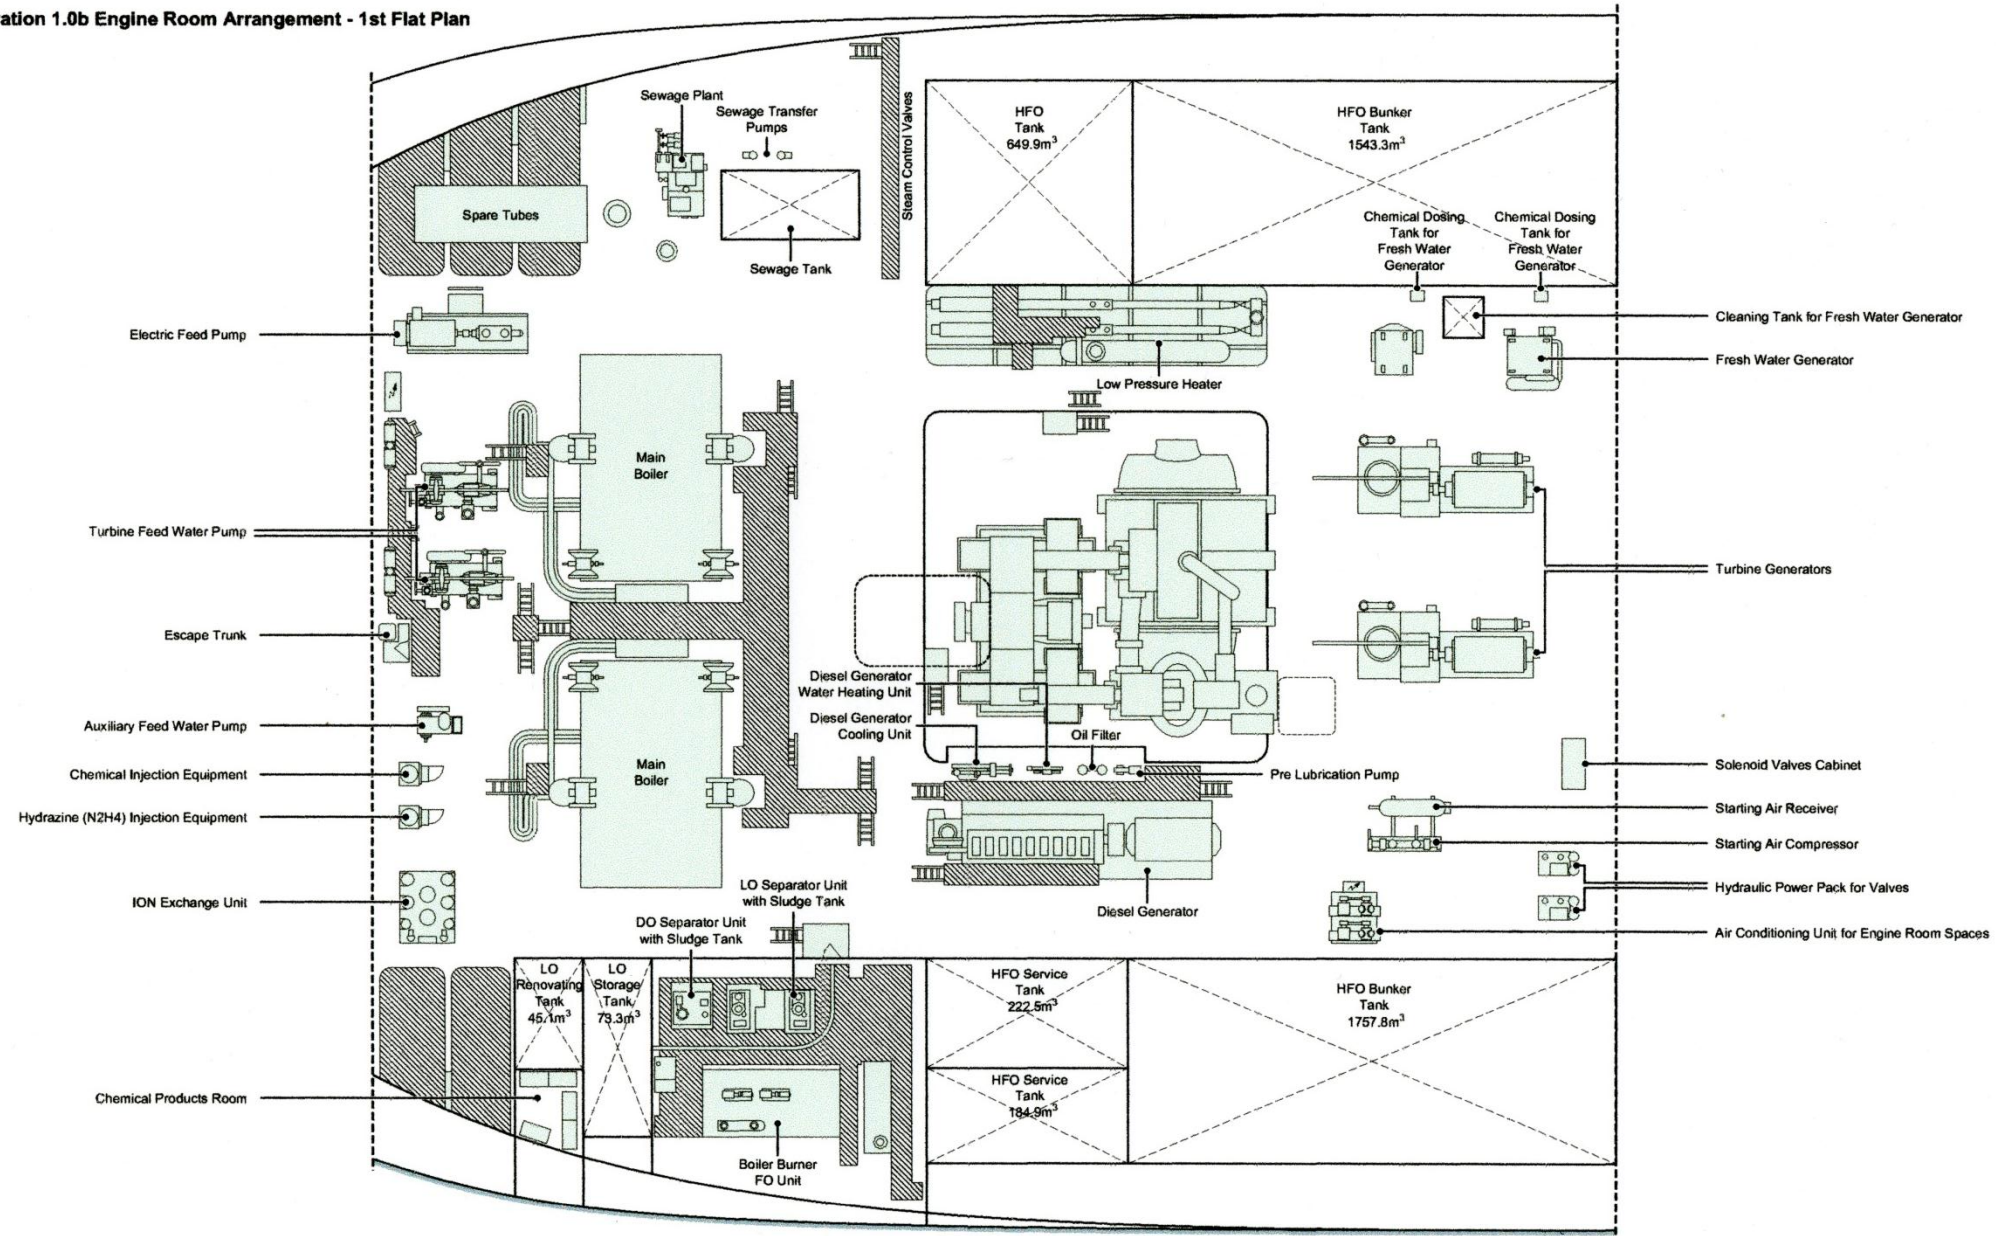 ation 1.0b Engine Room Arrangement - 1st Flat Plan
Sewage Plant
Sewage Transfer
Pumps
Steam Control Valves
HFO
Tank
649.9m³
HFO Bunker
Tank
1543.3m³
Spare Tubes
Sewage Tank
Chemical Dosing
Tank for
Fresh Water
Generator
Chemical Dosing
Tank for
Fresh Water
Generator
Electric Feed Pump
Cleaning Tank for Fresh Water Generator
Fresh Water Generator
Low Pressure Heater
Main
Boiler
Turbine Feed Water Pump
Turbine Generators
Escape Trunk
Diesel Generator
Water Heating Unit
Diesel Generator
Cooling Unit
Oil Filter
Auxiliary Feed Water Pump
Main
Boiler
Pre Lubrication Pump
Solenoid Valves Cabinet
Chemical Injection Equipment
Starting Air Receiver
Hydrazine (N2H4) Injection Equipment
Starting Air Compressor
LO Separator Unit
with Sludge Tank
Hydraulic Power Pack for Valves
ION Exchange Unit
Diesel Generator
DO Separator Unit
with Sludge Tank
Air Conditioning Unit for Engine Room Spaces
LO
Renovating
Tank
45.1m³
LO
Storage
Tank
73.3m³
HFO Service
Tank
222.5m³
HFO Bunker
Tank
1757.8m³
HFO Service
Tank
184.9m³
Chemical Products Room
Boiler Burner
FO Unit